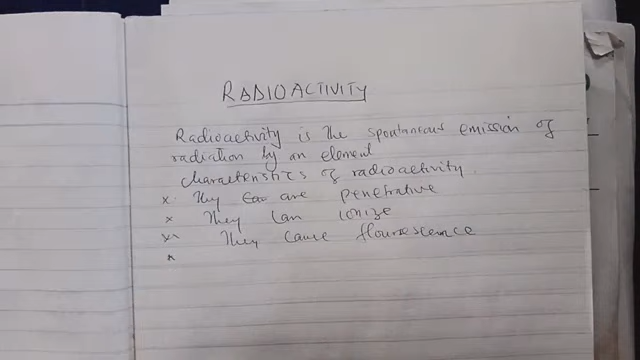 RADIOACTIVITY
Radioactivity is the spontaneous emission of
radiation by an element
characteristics of radioactivity.
x. They can are penetrative
x They can ionize
x They cause flourescence
x